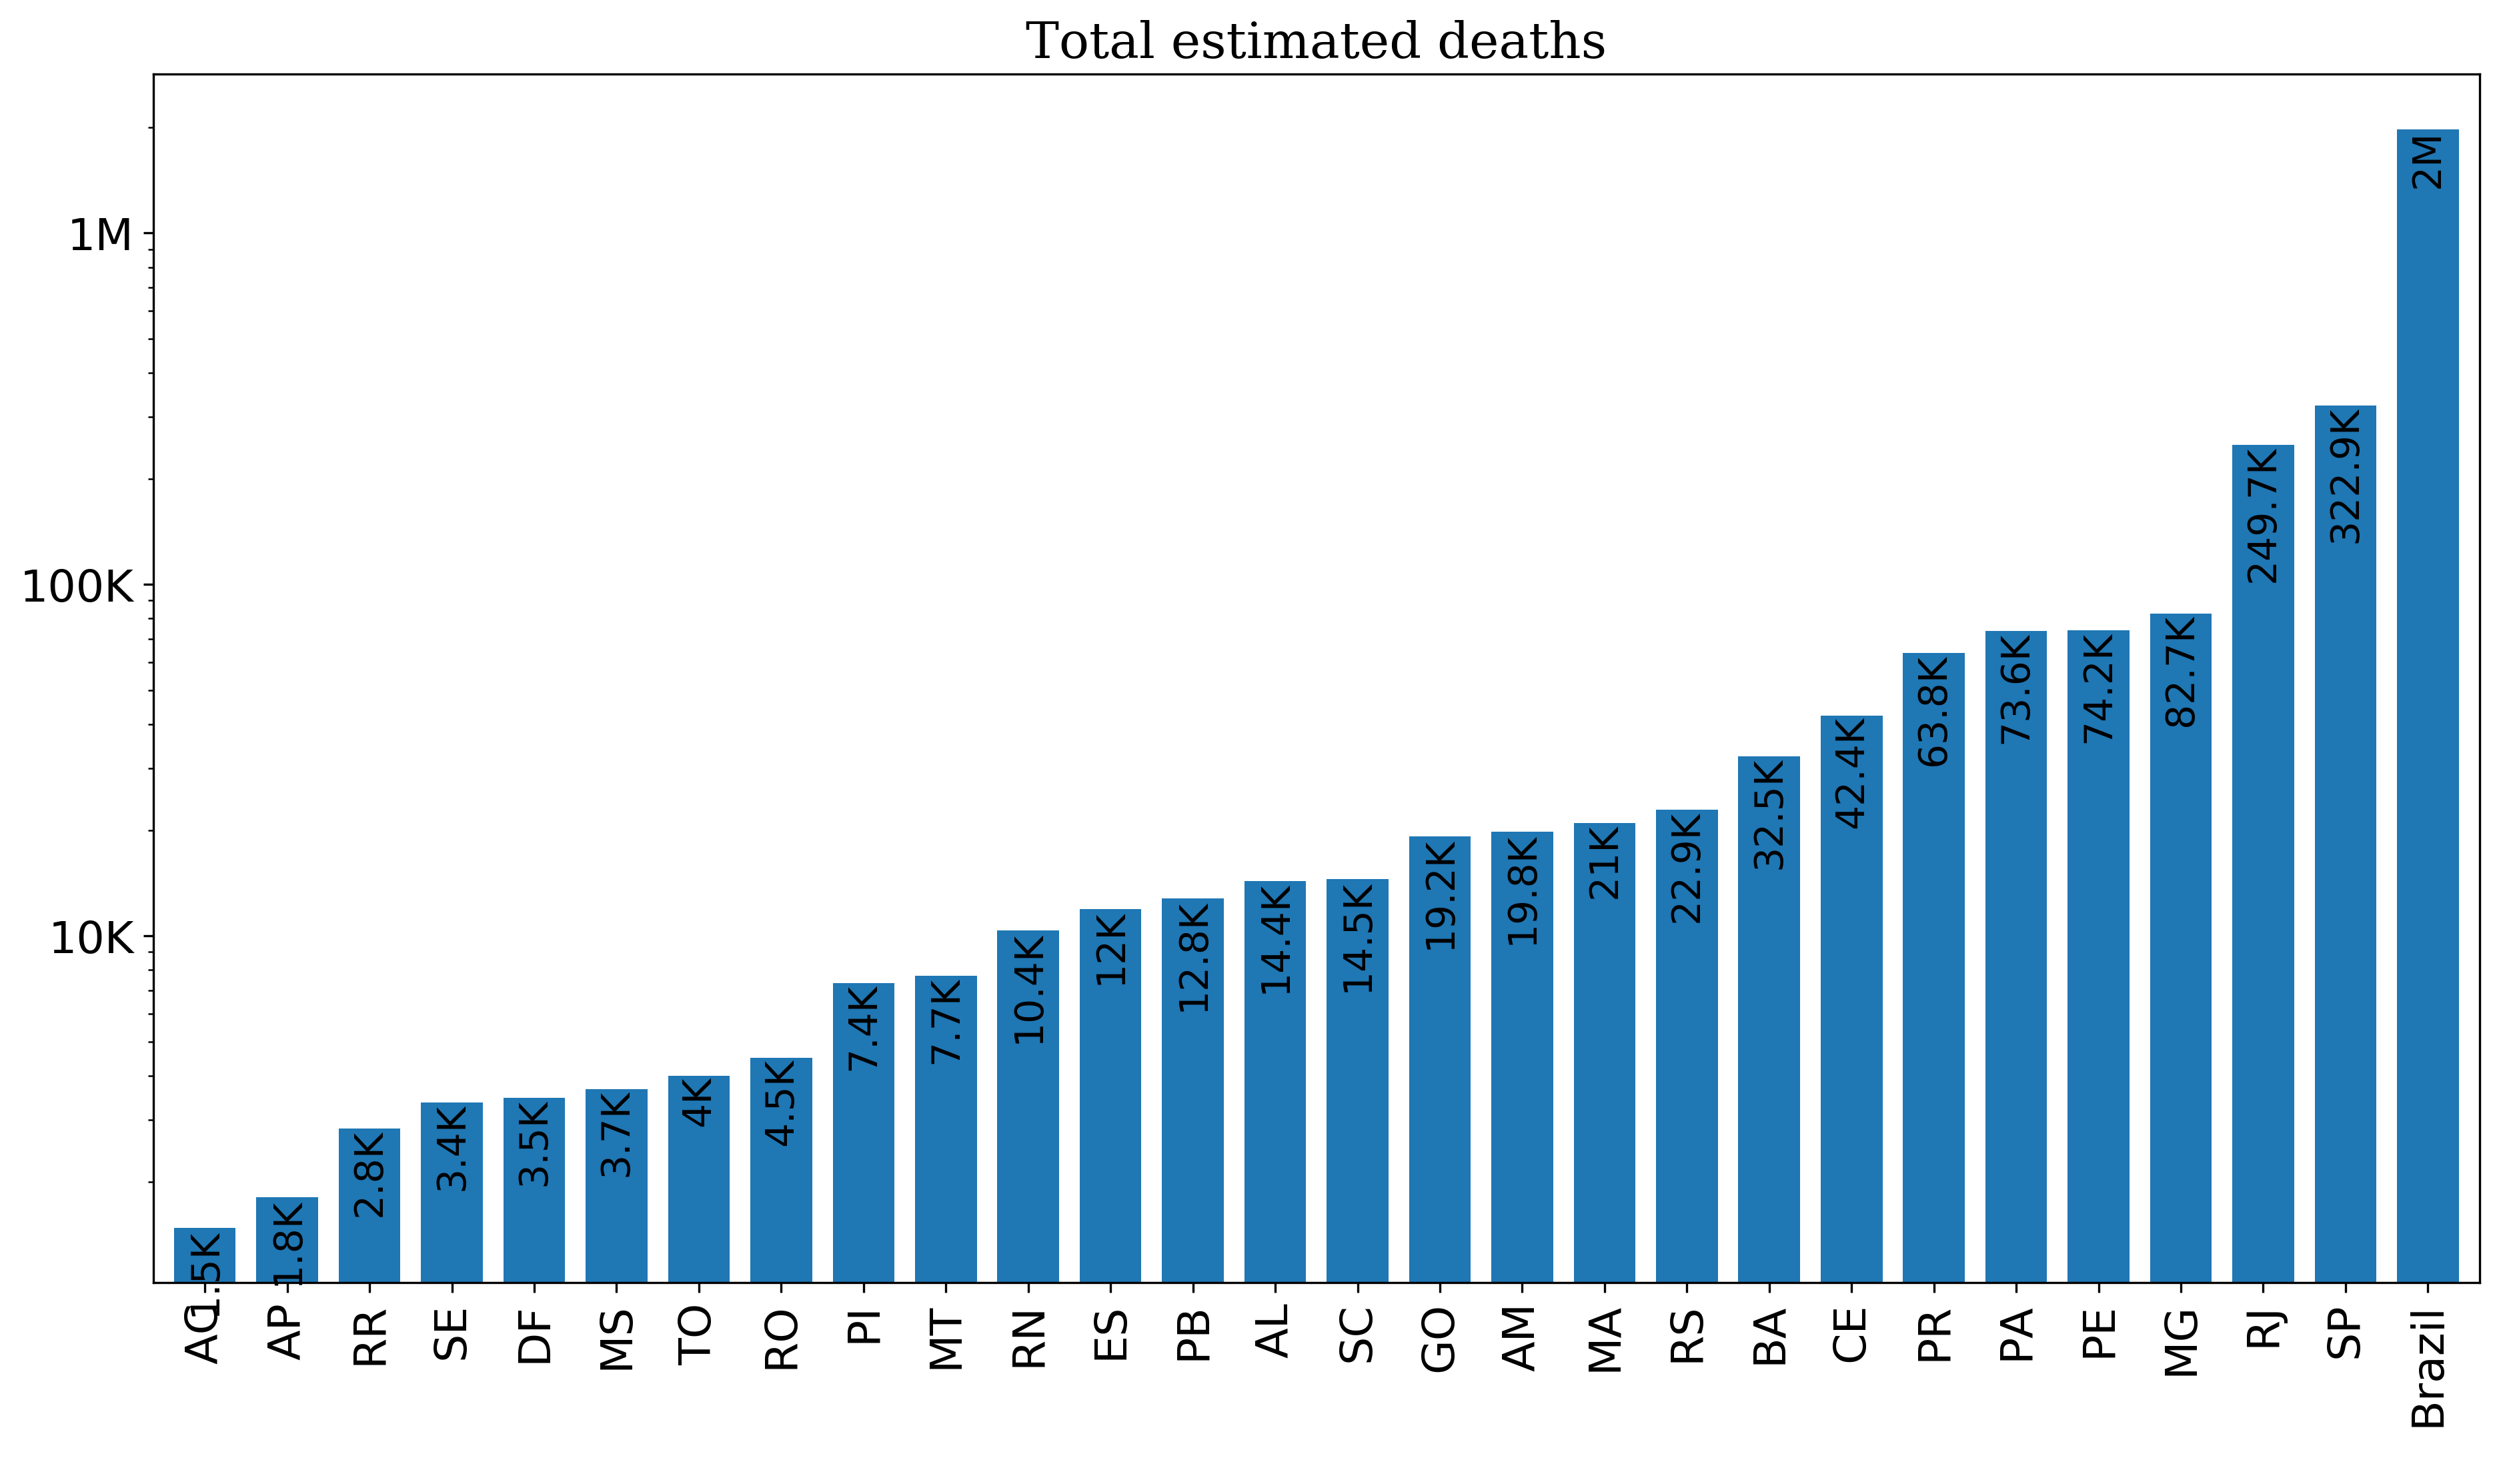 Total estimated deaths
1M
100K
10K
1.5K
1.8K
2.8K
3.4K
3.5K
3.7K
4K
4.5K
7.4K
7.7K
10.4K
12K
12.8K
14.4K
14.5K
19.2K
19.8K
21K
22.9K
32.5K
42.4K
63.8K
73.6K
74.2K
82.7K
249.7K
322.9K
2M
AC
AP
RR
SE
DF
MS
TO
RO
PI
MT
RN
ES
PB
AL
SC
GO
AM
MA
RS
BA
CE
PR
PA
PE
MG
RJ
SP
Brazil